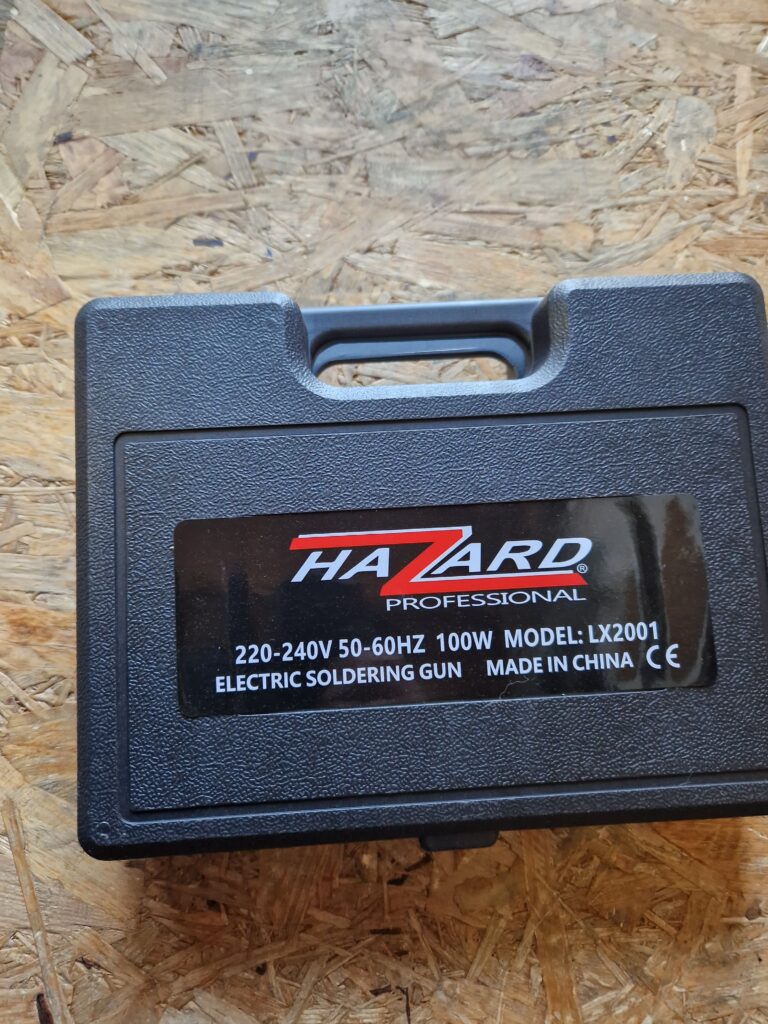 HAZARD®
PROFESSIONAL
220-240V 50-60HZ 100W MODEL: LX2001
ELECTRIC SOLDERING GUN MADE IN CHINA CE